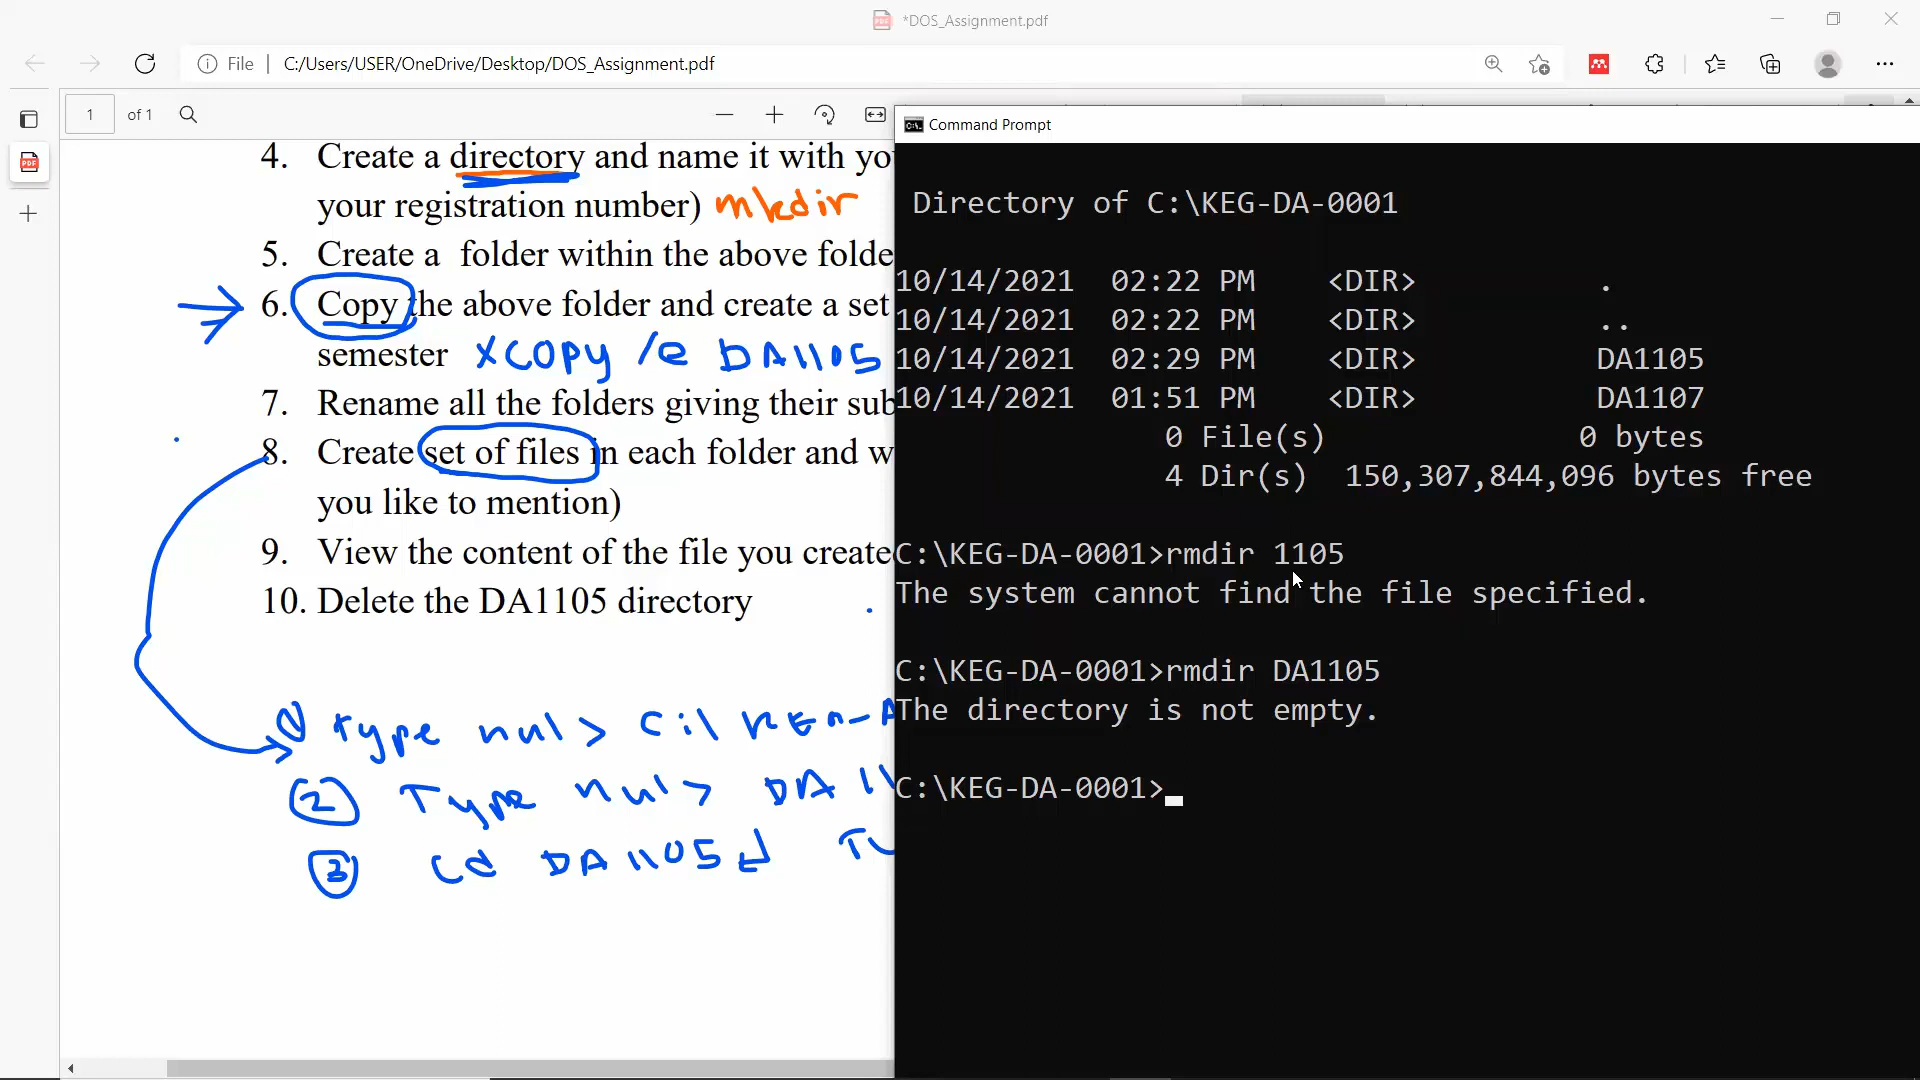 *DOS_Assignment.pdf
File | C:/Users/USER/OneDrive/Desktop/DOS_Assignment.pdf
1 of 1
4. Create a directory and name it with yo
your registration number) mkdir
5. Create a folder within the above folde
6. Copy the above folder and create a set
semester XCOPY /e DA1105
7. Rename all the folders giving their sub
8. Create set of files in each folder and w
you like to mention)
9. View the content of the file you create
10. Delete the DA1105 directory
① Type nul >
② Type nul > DA 11
③ Cd DA1105
Command Prompt
Directory of C:\KEG-DA-0001
10/14/2021 02:22 PM <DIR> .
10/14/2021 02:22 PM <DIR> ..
10/14/2021 02:29 PM <DIR> DA1105
10/14/2021 01:51 PM <DIR> DA1107
0 File(s) 0 bytes
4 Dir(s) 150,307,844,096 bytes free
C:\KEG-DA-0001>rmdir 1105
The system cannot find the file specified.
C:\KEG-DA-0001>rmdir DA1105
The directory is not empty.
C:\KEG-DA-0001>